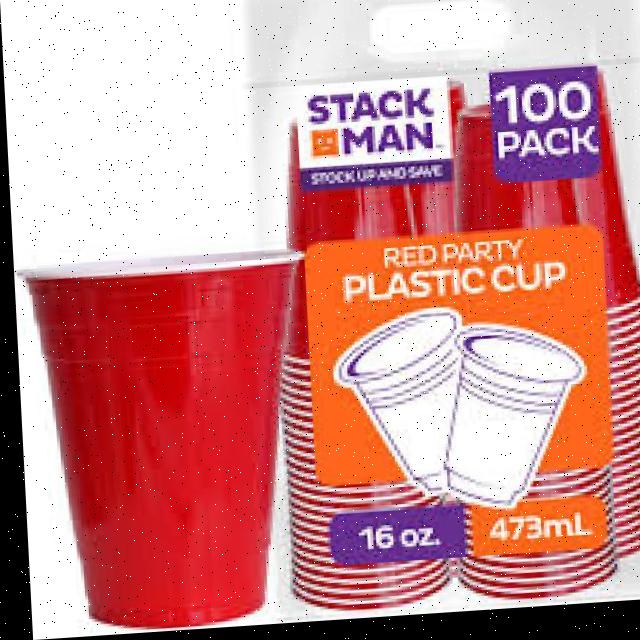 STACK
MAN
STOCK UP AND SAVE
100
PACK
RED PARTY
PLASTIC CUP
16 oz.
473mL